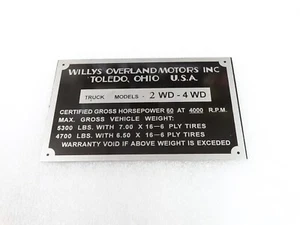 WILLYS OVERLAND MOTORS INC
TOLEDO, OHIO U.S.A
TRUCK MODELS - 2 WD - 4 WD
CERTIFIED GROSS HORSEPOWER 60 AT 4000 R.P.M.
MAX. GROSS VEHICLE WEIGHT:
5300 LBS. WITH 7.00 X 16-6 PLY TIRES
4700 LBS. WITH 6.50 X 16-6 PLY TIRES
WARRANTY VOID IF ABOVE WEIGHT IS EXCEDED